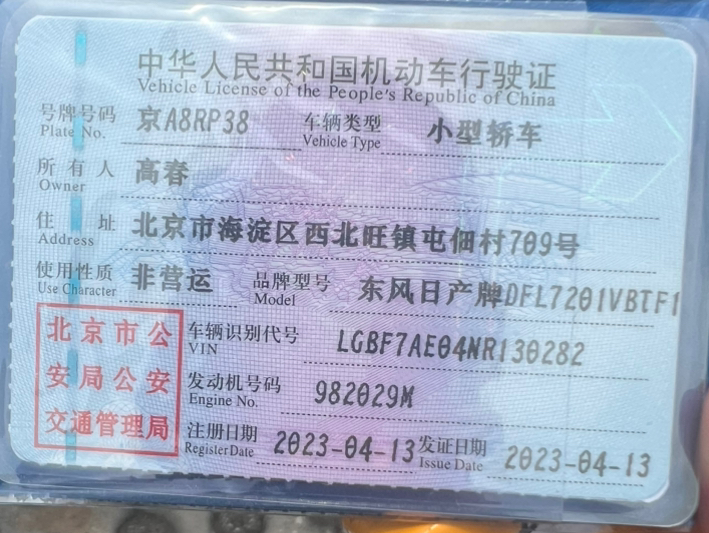 中华人民共和国机动车行驶证
Vehicle License of the People's Republic of China
号牌号码 京A8RP38 车辆类型 小型轿车
Plate No. Vehicle Type
所有人 高春
Owner
住址 北京市海淀区西北旺镇屯佃村709号
Address
使用性质 非营运 品牌型号 东风日产牌DFL7201VBTF1
Use Character Model
北京市公安局公安交通管理局
车辆识别代号 LGBF7AE04NR130282
VIN
发动机号码 982029M
Engine No.
注册日期 2023-04-13 发证日期 2023-04-13
Register Date Issue Date